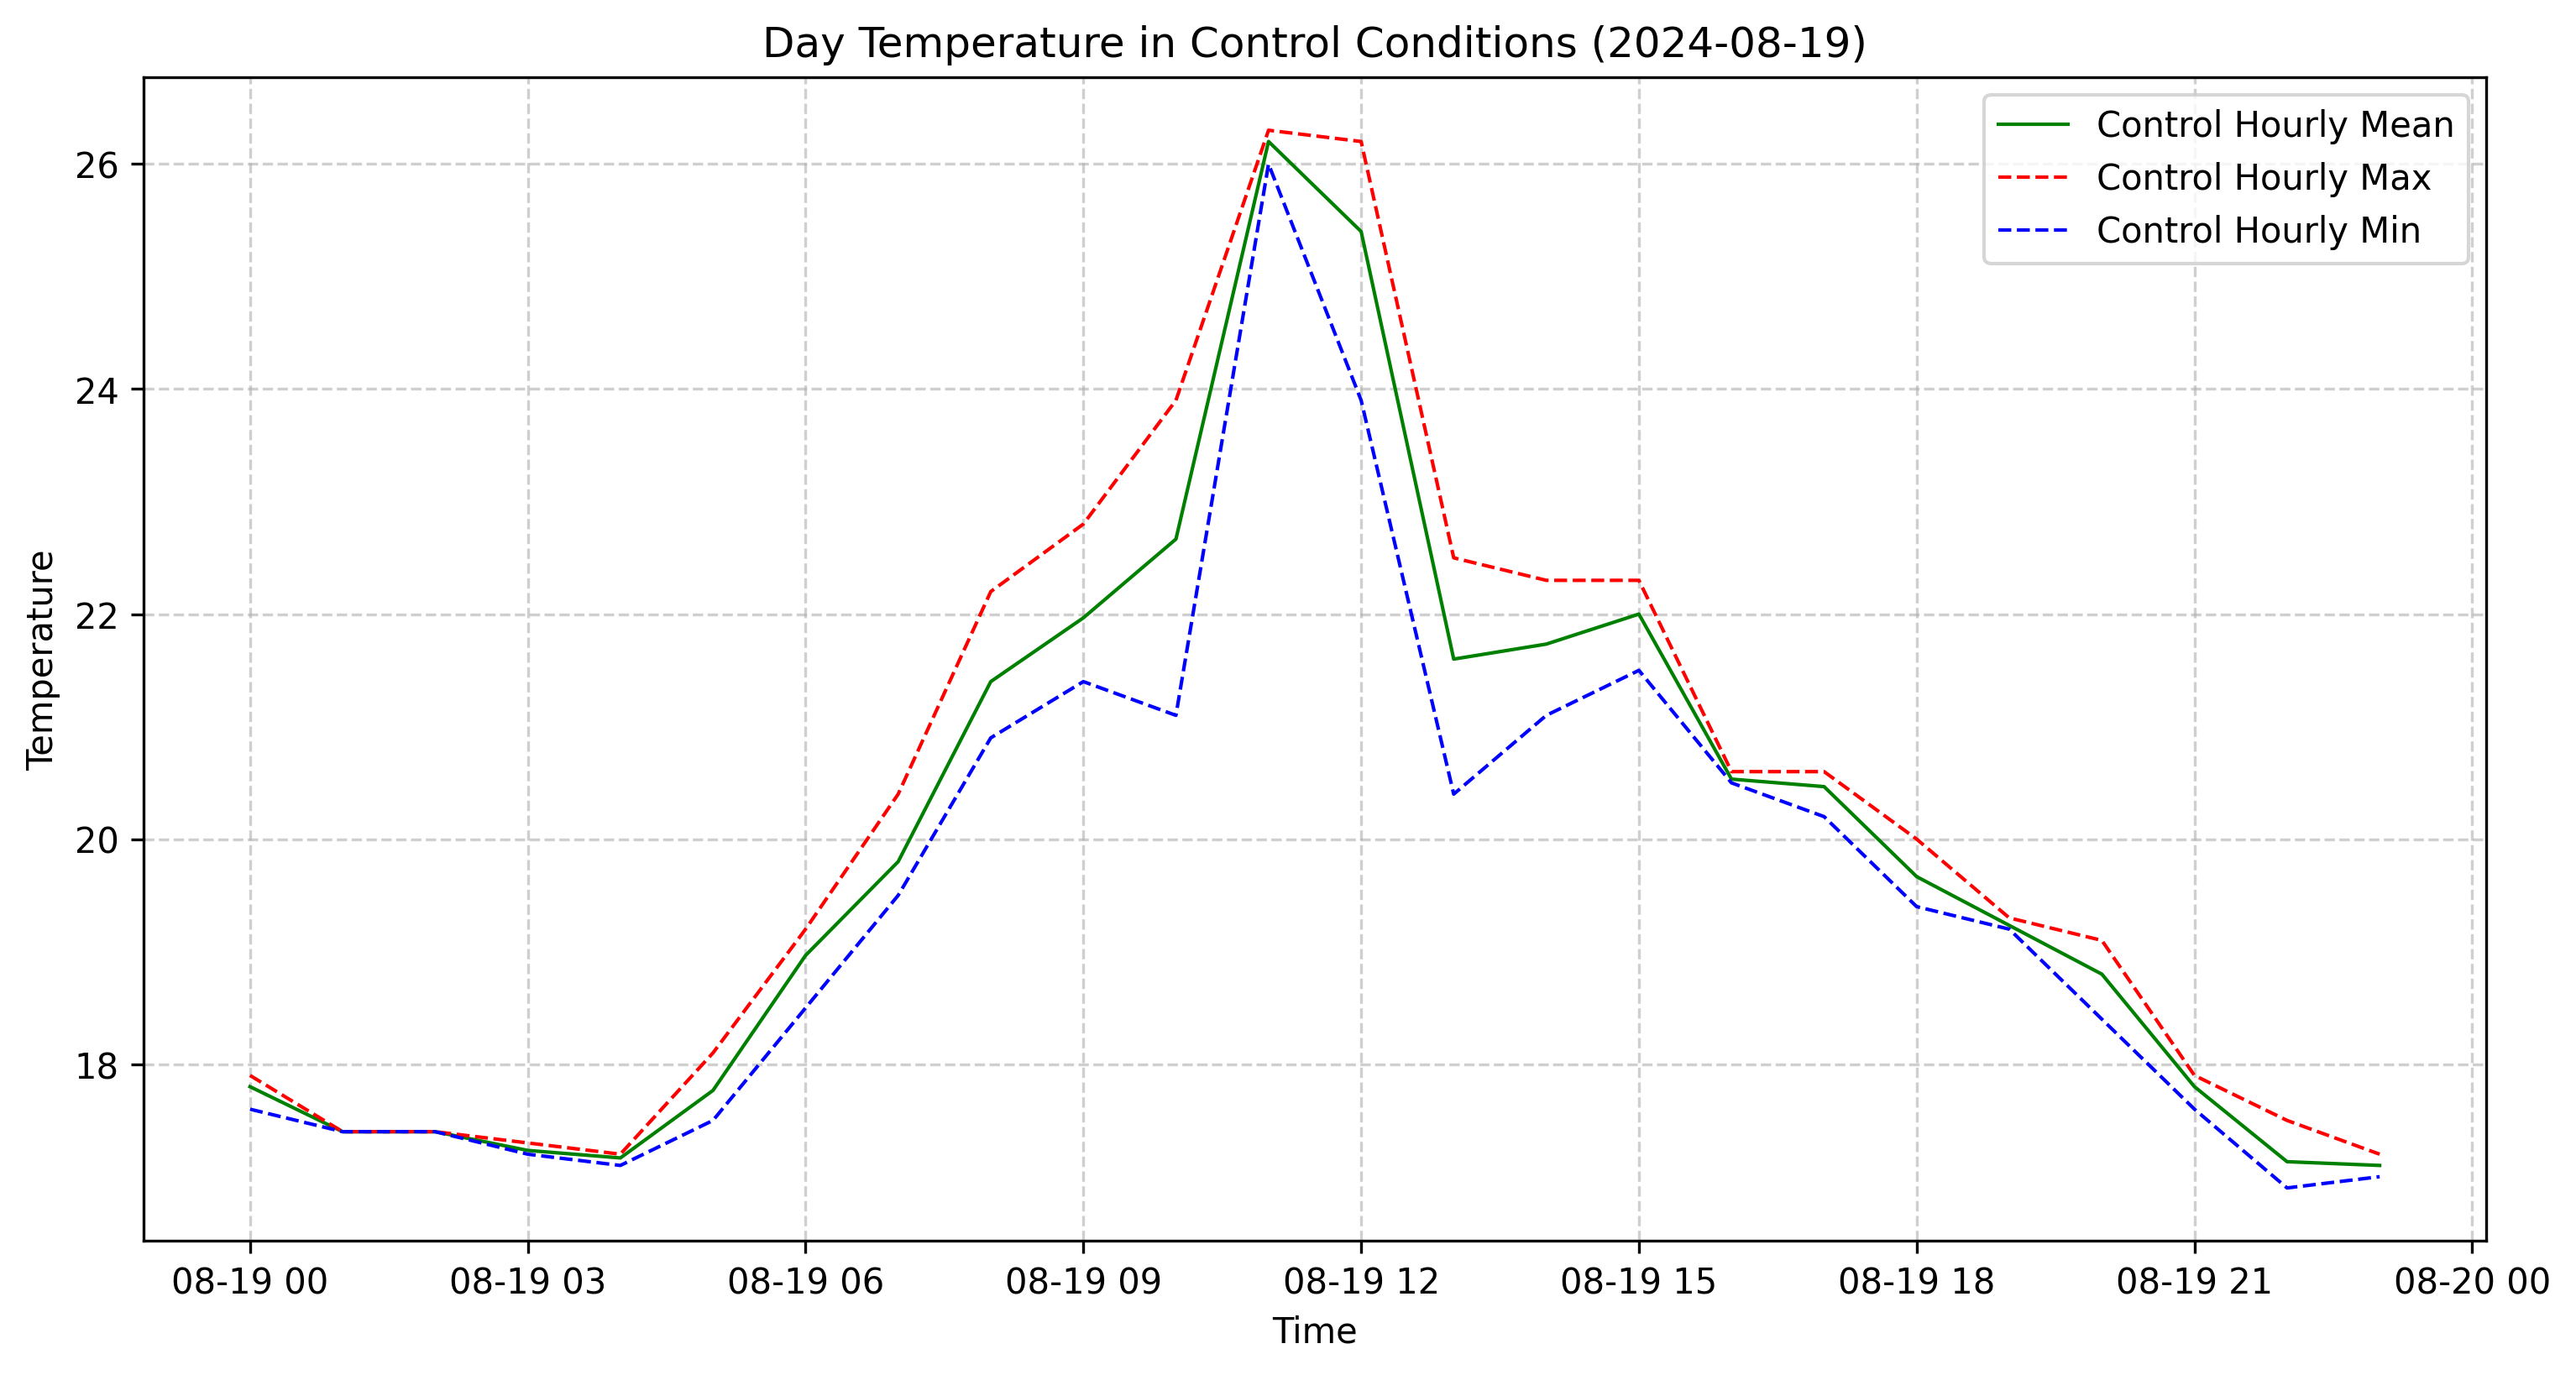 Day Temperature in Control Conditions (2024-08-19)
Control Hourly Mean
Control Hourly Max
Control Hourly Min
26
24
22
20
18
Temperature
08-19 00
08-19 03
08-19 06
08-19 09
08-19 12
08-19 15
08-19 18
08-19 21
08-20 00
Time